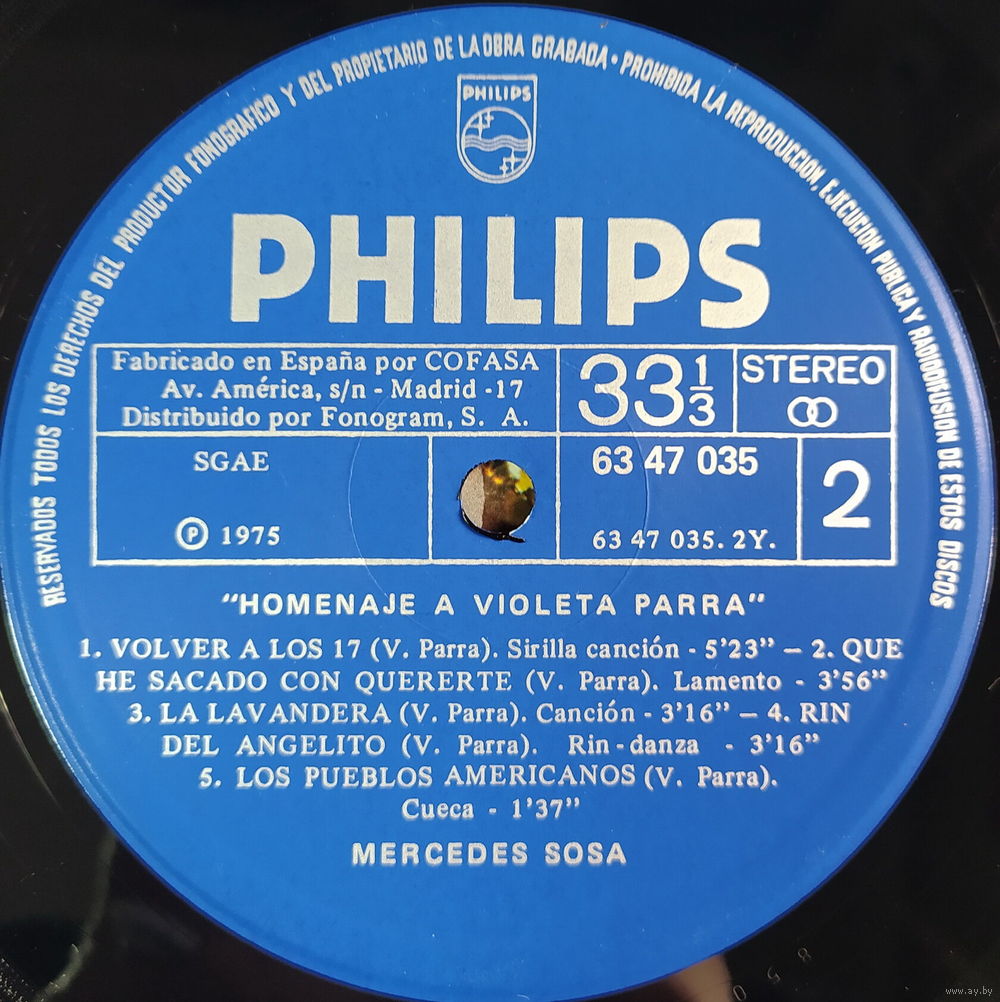 RESERVADOS TODOS LOS DERECHOS DEL PRODUCTOR FONOGRAFICO Y DEL PROPIETARIO DE LA OBRA GRABADA · PROHIBIDA LA REPRODUCCION, EJECUCION PUBLICA Y RADIODIFUSION DE ESTOS DISCOS
PHILIPS
PHILIPS
Fabricado en España por COFASA
Av. América, s/n - Madrid -17
Distribuido por Fonogram, S. A.
33 1/3
STEREO
SGAE
℗ 1975
63 47 035
63 47 035. 2Y.
2
"HOMENAJE A VIOLETA PARRA"
1. VOLVER A LOS 17 (V. Parra). Sirilla canción - 5'23" – 2. QUE
HE SACADO CON QUERERTE (V. Parra). Lamento - 3'56"
3. LA LAVANDERA (V. Parra). Canción - 3'16" – 4. RIN
DEL ANGELITO (V. Parra). Rin-danza - 3'16"
5. LOS PUEBLOS AMERICANOS (V. Parra).
Cueca - 1'37"
MERCEDES SOSA
www.ay.by